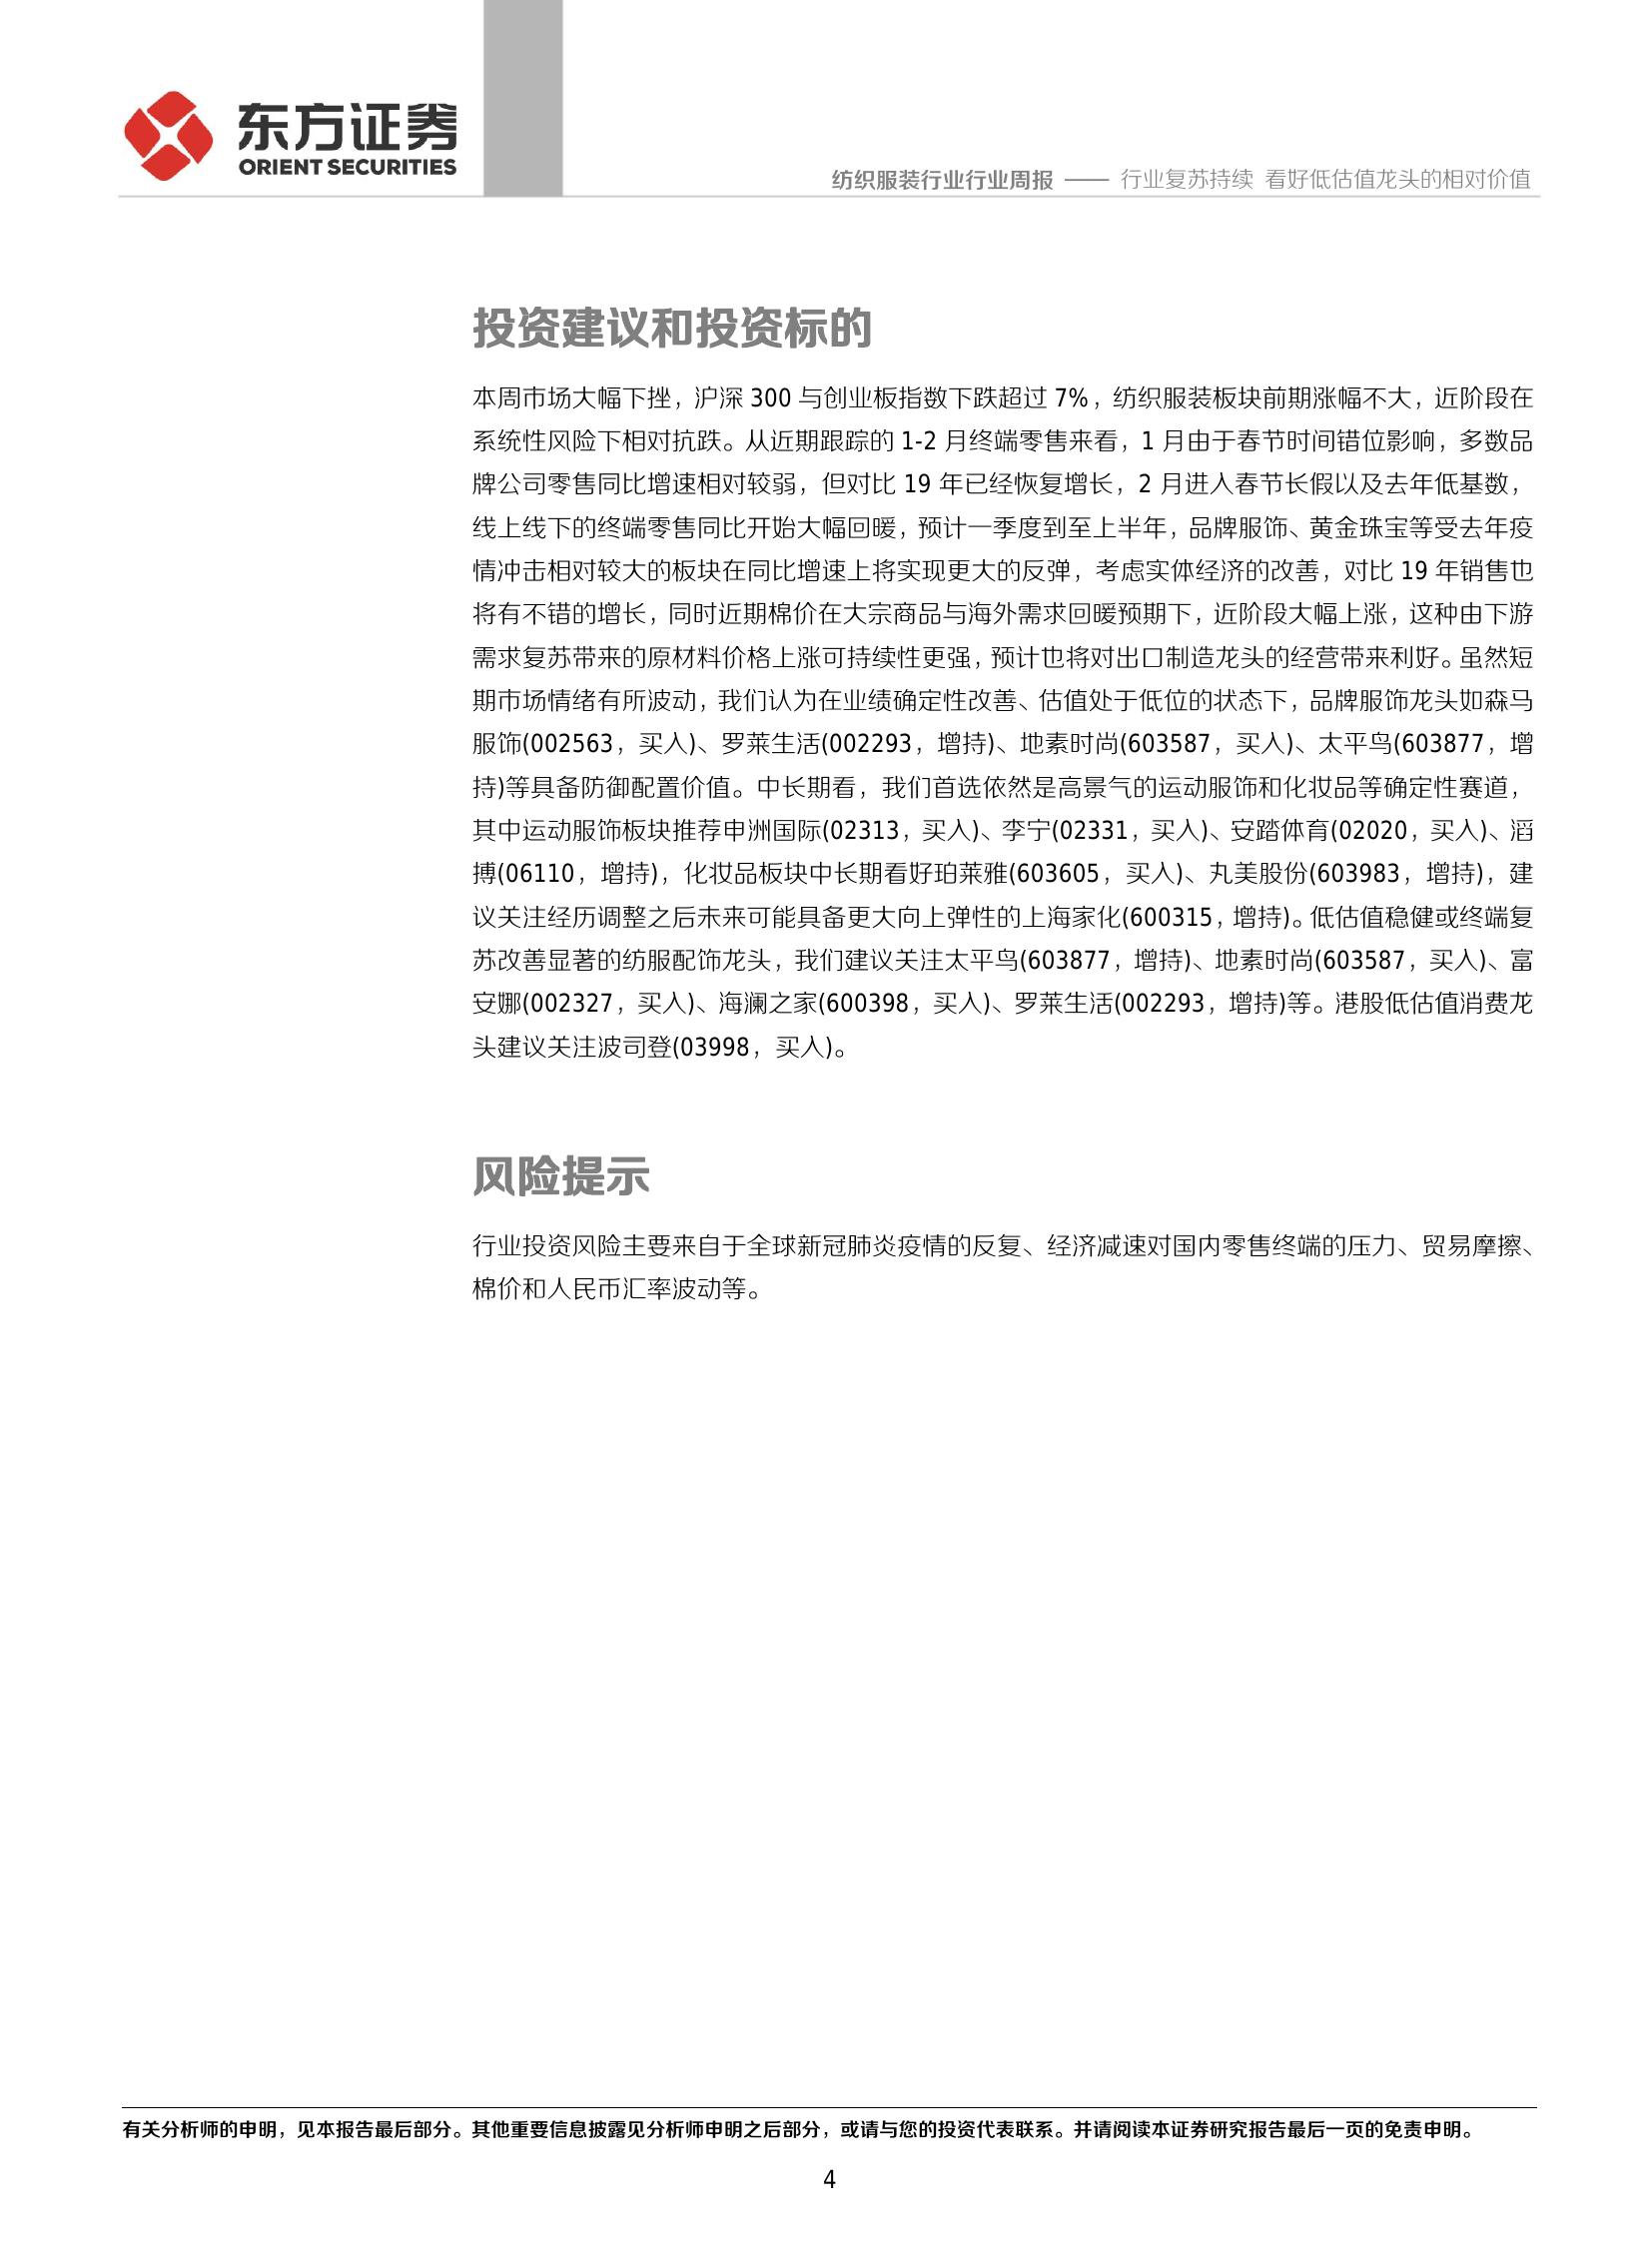 东方证券
ORIENT SECURITIES
纺织服装行业行业周报 —— 行业复苏持续 看好低估值龙头的相对价值
投资建议和投资标的
本周市场大幅下挫，沪深 300 与创业板指数下跌超过 7%，纺织服装板块前期涨幅不大，近阶段在
系统性风险下相对抗跌。从近期跟踪的 1-2 月终端零售来看，1 月由于春节时间错位影响，多数品
牌公司零售同比增速相对较弱，但对比 19 年已经恢复增长，2 月进入春节长假以及去年低基数，
线上线下的终端零售同比开始大幅回暖，预计一季度到至上半年，品牌服饰、黄金珠宝等受去年疫
情冲击相对较大的板块在同比增速上将实现更大的反弹，考虑实体经济的改善，对比 19 年销售也
将有不错的增长，同时近期棉价在大宗商品与海外需求回暖预期下，近阶段大幅上涨，这种由下游
需求复苏带来的原材料价格上涨可持续性更强，预计也将对出口制造龙头的经营带来利好。虽然短
期市场情绪有所波动，我们认为在业绩确定性改善、估值处于低位的状态下，品牌服饰龙头如森马
服饰(002563，买入)、罗莱生活(002293，增持)、地素时尚(603587，买入)、太平鸟(603877，增
持)等具备防御配置价值。中长期看，我们首选依然是高景气的运动服饰和化妆品等确定性赛道，
其中运动服饰板块推荐申洲国际(02313，买入)、李宁(02331，买入)、安踏体育(02020，买入)、滔
搏(06110，增持)，化妆品板块中长期看好珀莱雅(603605，买入)、丸美股份(603983，增持)，建
议关注经历调整之后未来可能具备更大向上弹性的上海家化(600315，增持)。低估值稳健或终端复
苏改善显著的纺服配饰龙头，我们建议关注太平鸟(603877，增持)、地素时尚(603587，买入)、富
安娜(002327，买入)、海澜之家(600398，买入)、罗莱生活(002293，增持)等。港股低估值消费龙
头建议关注波司登(03998，买入)。
风险提示
行业投资风险主要来自于全球新冠肺炎疫情的反复、经济减速对国内零售终端的压力、贸易摩擦、
棉价和人民币汇率波动等。
有关分析师的申明，见本报告最后部分。其他重要信息披露见分析师申明之后部分，或请与您的投资代表联系。并请阅读本证券研究报告最后一页的免责申明。
4